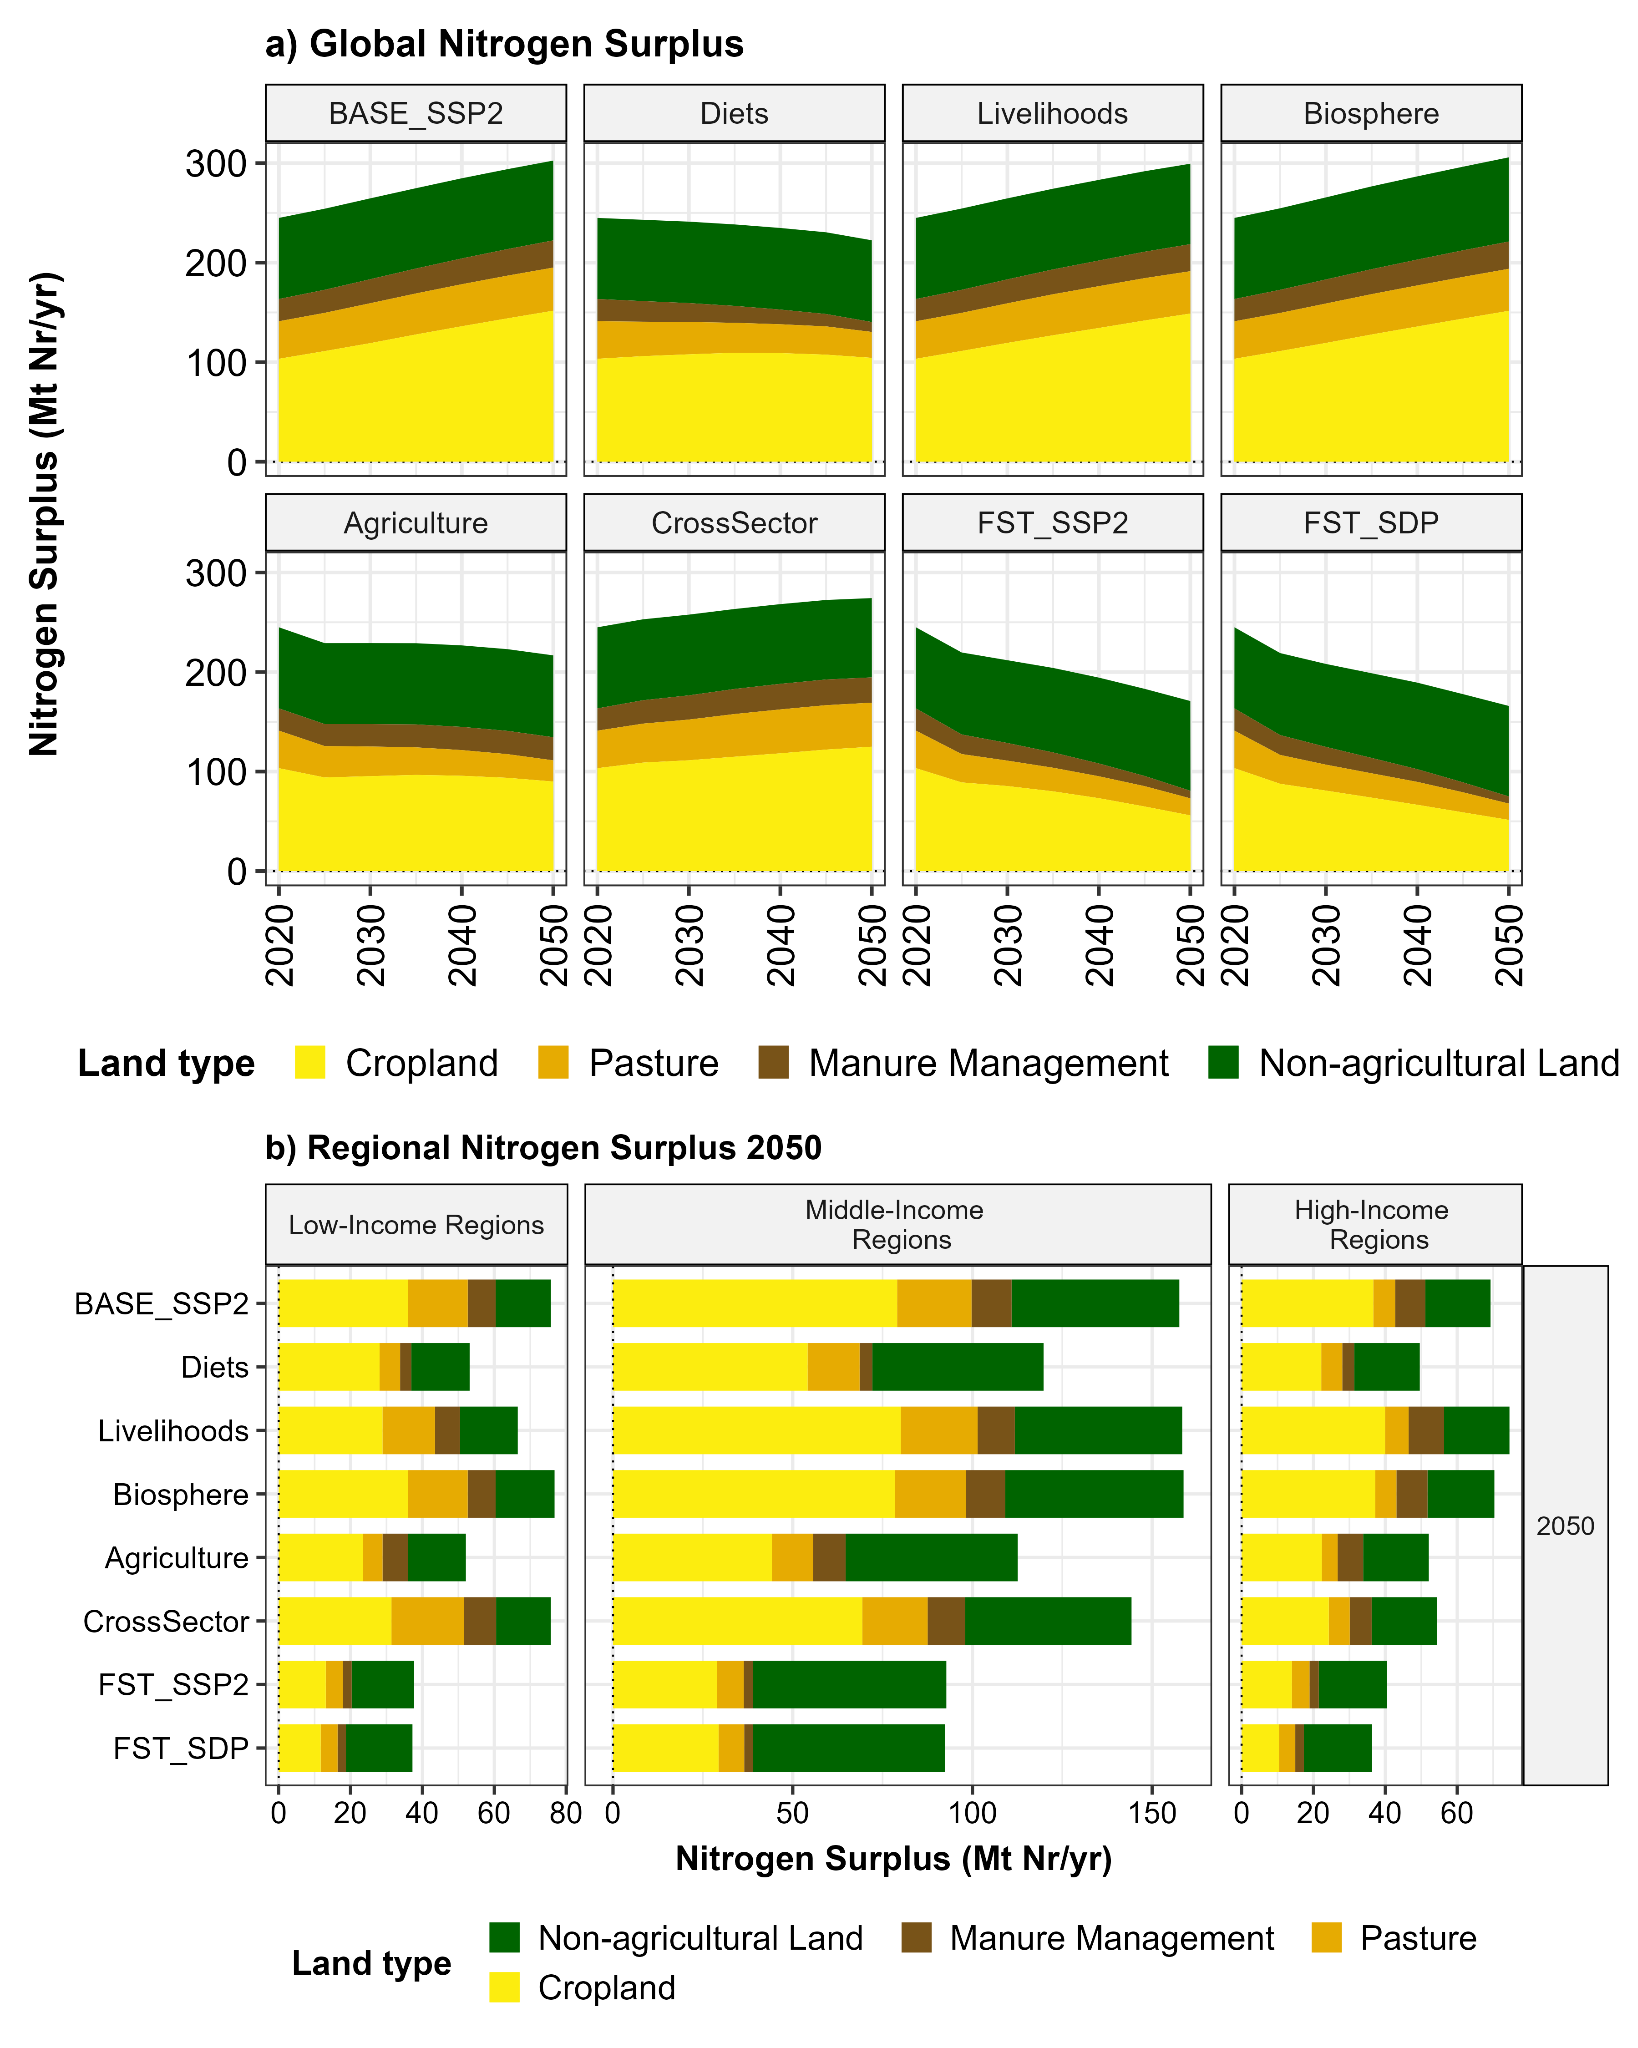 a) Global Nitrogen Surplus
BASE_SSP2
Diets
Livelihoods
Biosphere
Nitrogen Surplus (Mt Nr/yr)
300
200
100
0
Agriculture
CrossSector
FST_SSP2
FST_SDP
300
200
100
0
2020 2030 2040 2050
2020 2030 2040 2050
2020 2030 2040 2050
2020 2030 2040 2050
Land type Cropland Pasture Manure Management Non-agricultural Land
b) Regional Nitrogen Surplus 2050
Low-Income Regions
Middle-Income
Regions
High-Income
Regions
BASE_SSP2
Diets
Livelihoods
Biosphere
Agriculture
CrossSector
FST_SSP2
FST_SDP
2050
0 20 40 60 80
0 50 100 150
0 20 40 60
Nitrogen Surplus (Mt Nr/yr)
Land type
Non-agricultural Land Manure Management Pasture
Cropland